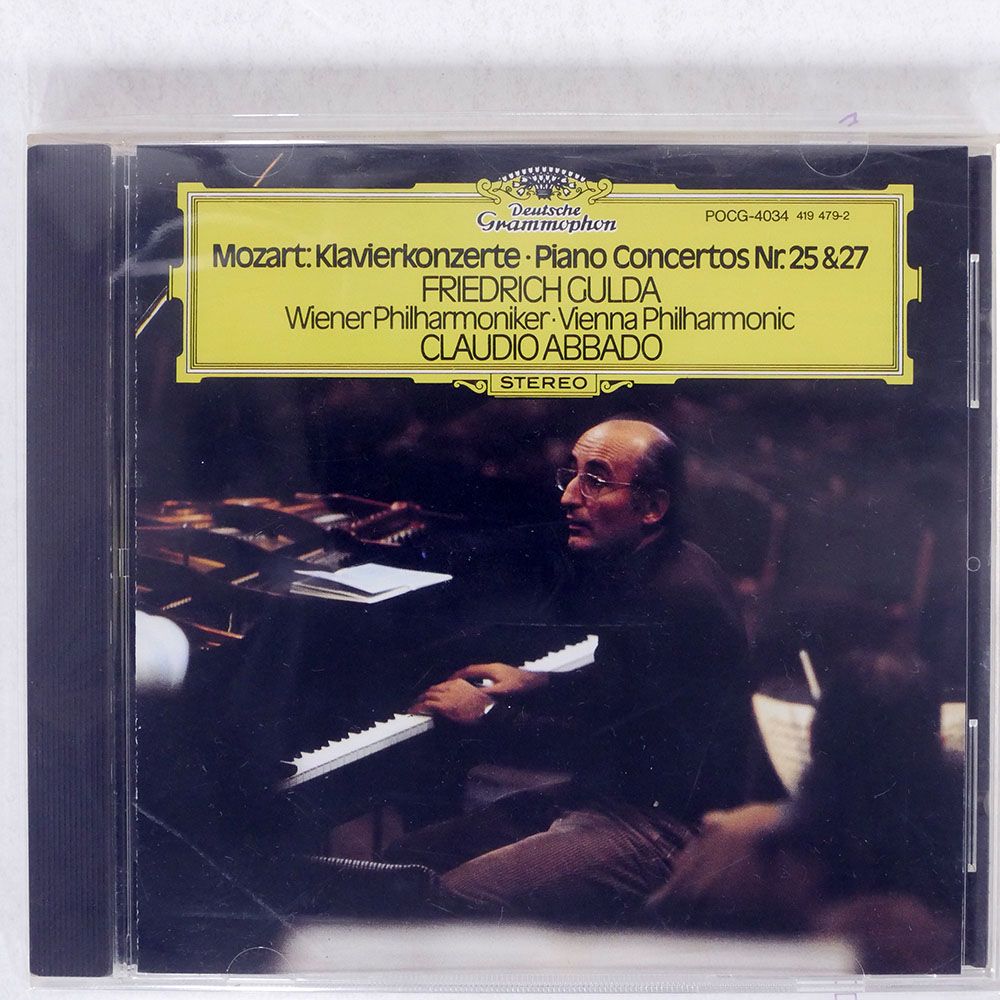 Deutsche
Grammophon
POCG-4034 419 479-2
Mozart: Klavierkonzerte · Piano Concertos Nr. 25 & 27
FRIEDRICH GULDA
Wiener Philharmoniker · Vienna Philharmonic
CLAUDIO ABBADO
STEREO